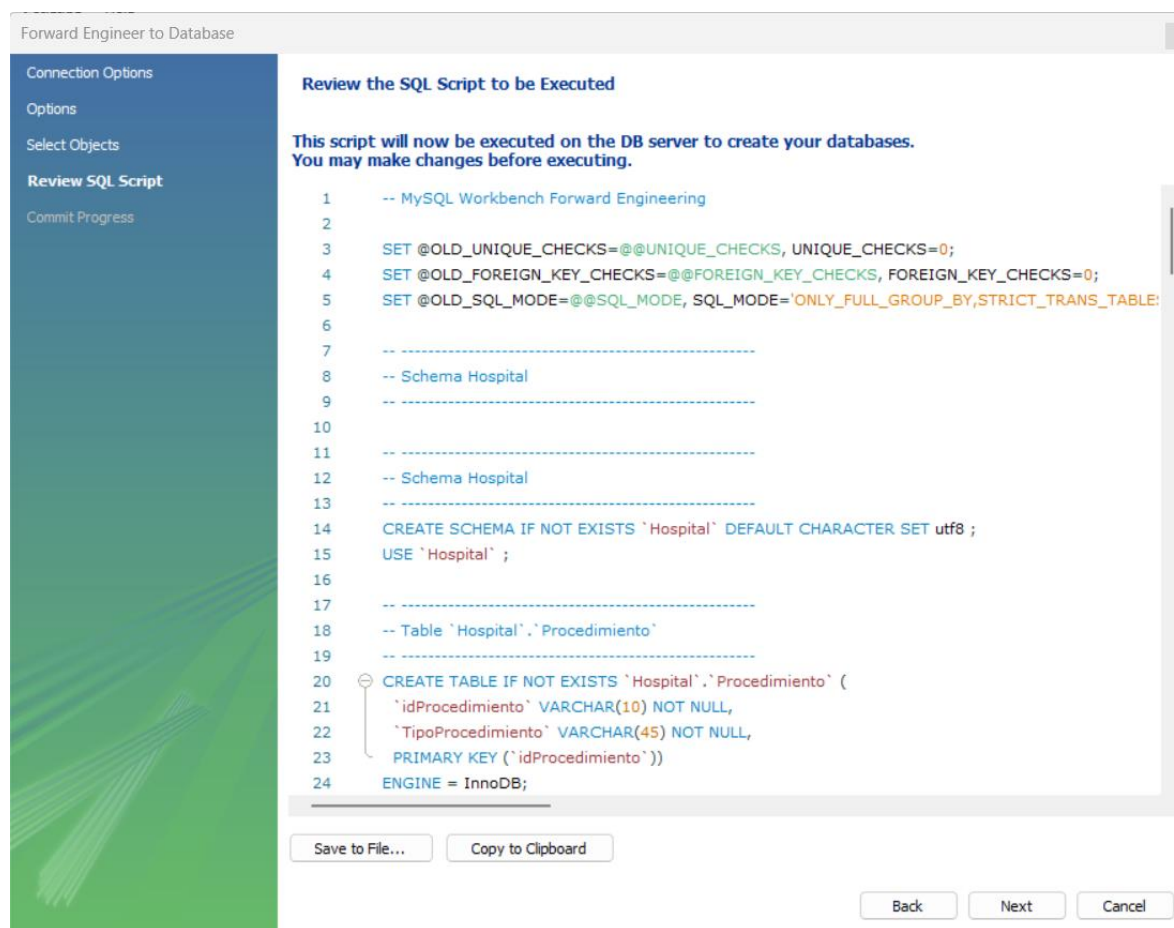 Forward Engineer to Database
Connection Options
Options
Select Objects
Review SQL Script
Commit Progress
Review the SQL Script to be Executed
This script will now be executed on the DB server to create your databases.
You may make changes before executing.
1 -- MySQL Workbench Forward Engineering
2
3 SET @OLD_UNIQUE_CHECKS=@@UNIQUE_CHECKS, UNIQUE_CHECKS=0;
4 SET @OLD_FOREIGN_KEY_CHECKS=@@FOREIGN_KEY_CHECKS, FOREIGN_KEY_CHECKS=0;
5 SET @OLD_SQL_MODE=@@SQL_MODE, SQL_MODE='ONLY_FULL_GROUP_BY,STRICT_TRANS_TABLE
6
7 -- -----------------------------------------------------
8 -- Schema Hospital
9 -- -----------------------------------------------------
10
11 -- -----------------------------------------------------
12 -- Schema Hospital
13 -- -----------------------------------------------------
14 CREATE SCHEMA IF NOT EXISTS `Hospital` DEFAULT CHARACTER SET utf8 ;
15 USE `Hospital` ;
16
17 -- -----------------------------------------------------
18 -- Table `Hospital`.`Procedimiento`
19 -- -----------------------------------------------------
20 CREATE TABLE IF NOT EXISTS `Hospital`.`Procedimiento` (
21 `idProcedimiento` VARCHAR(10) NOT NULL,
22 `TipoProcedimiento` VARCHAR(45) NOT NULL,
23 PRIMARY KEY (`idProcedimiento`))
24 ENGINE = InnoDB;
Save to File...
Copy to Clipboard
Back
Next
Cancel